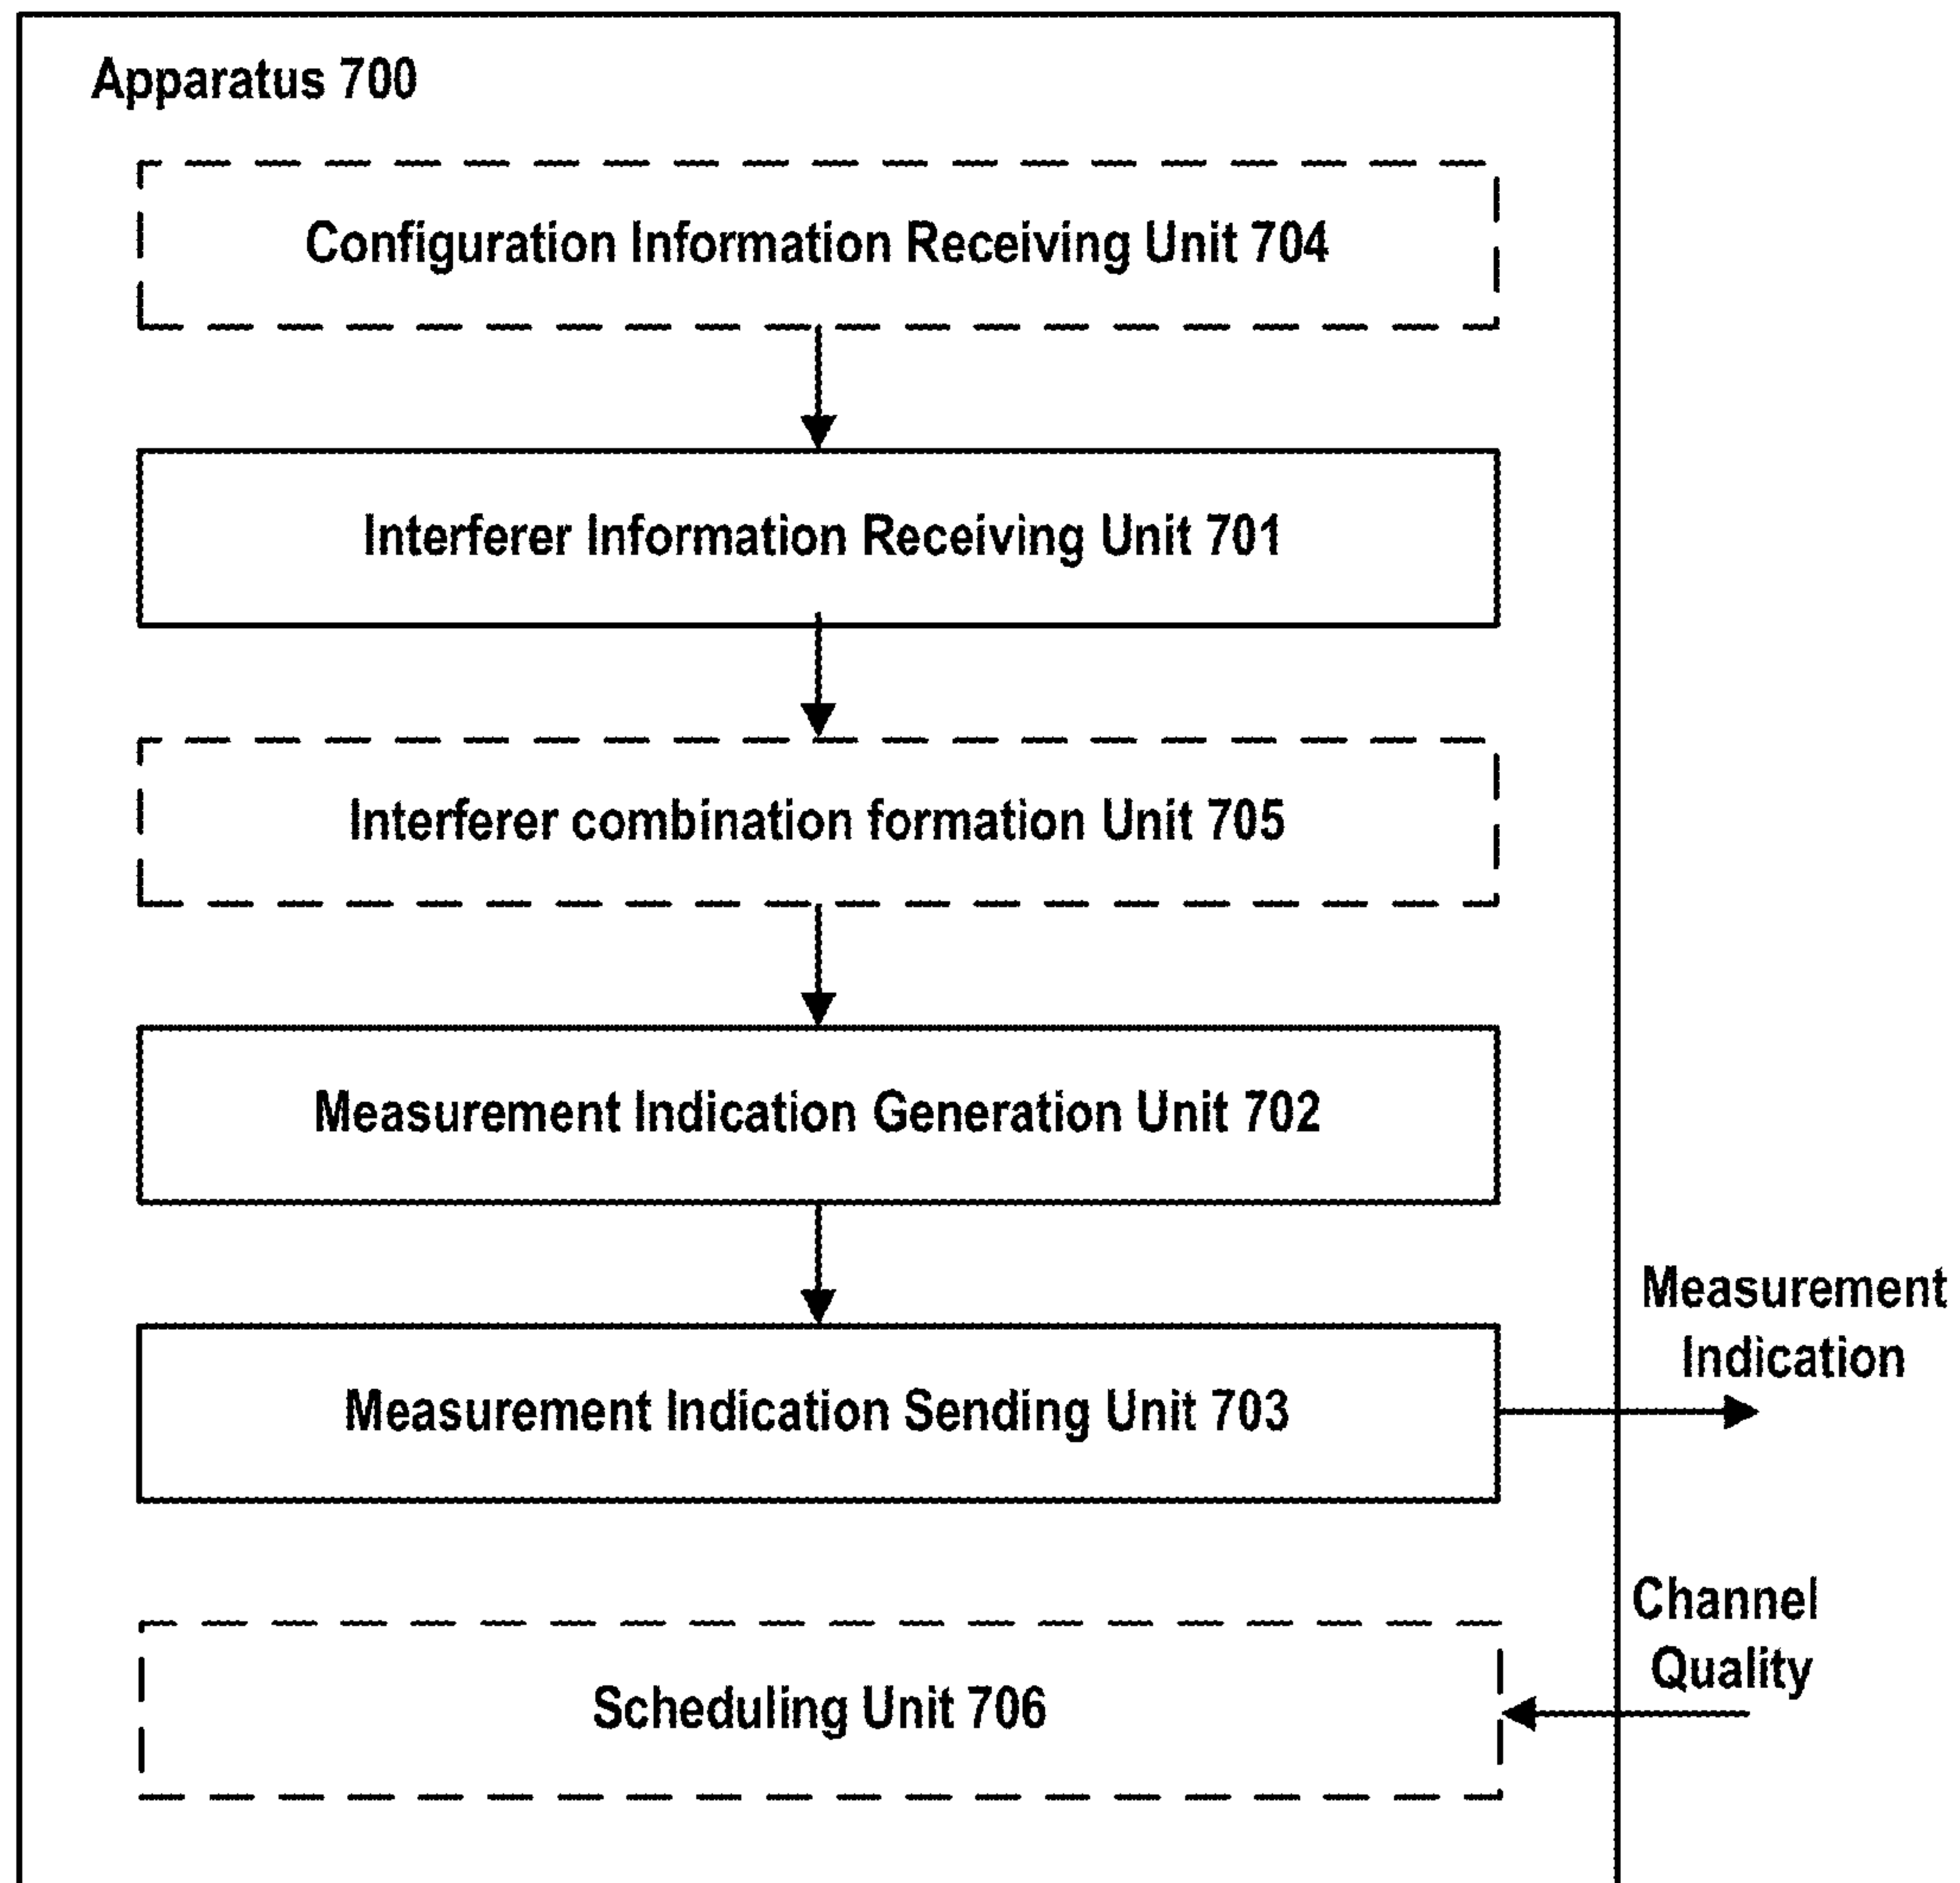 Apparatus 700
Configuration Information Receiving Unit 704
Interferer Information Receiving Unit 701
Interferer combination formation Unit 705
Measurement Indication Generation Unit 702
Measurement
Indication
Measurement Indication Sending Unit 703
Channel
Quality
Scheduling Unit 706